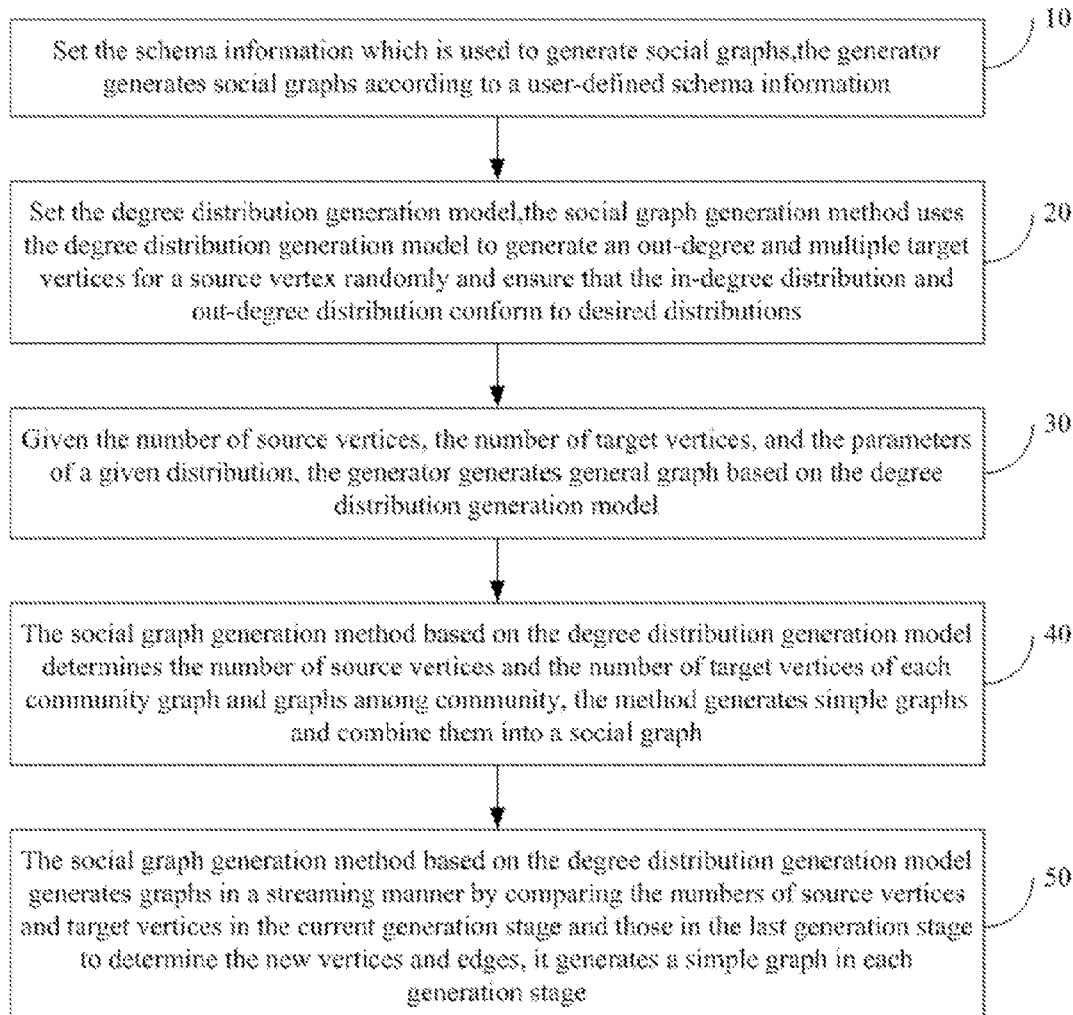 10
Set the schema information which is used to generate social graphs,the generator
generates social graphs according to a user-defined schema information
20
Set the degree distribution generation model,the social graph generation method uses
the degree distribution generation model to generate an out-degree and multiple target
vertices for a source vertex randomly and ensure that the in-degree distribution and
out-degree distribution conform to desired distributions
30
Given the number of source vertices, the number of target vertices, and the parameters
of a given distribution, the generator generates general graph based on the degree
distribution generation model
40
The social graph generation method based on the degree distribution generation model
determines the number of source vertices and the number of target vertices of each
community graph and graphs among community, the method generates simple graphs
and combine them into a social graph
50
The social graph generation method based on the degree distribution generation model
generates graphs in a streaming manner by comparing the numbers of source vertices
and target vertices in the current generation stage and those in the last generation stage
to determine the new vertices and edges, it generates a simple graph in each
generation stage